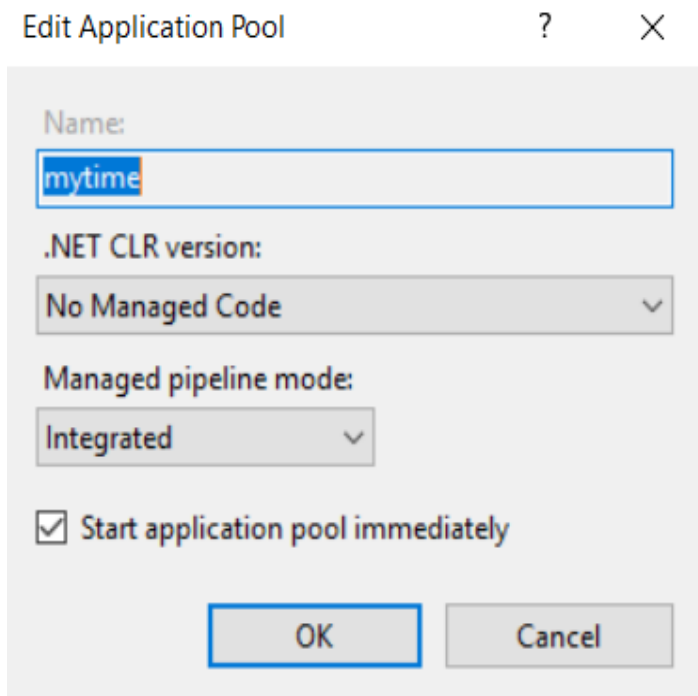 Edit Application Pool ?
Name:
mytime
.NET CLR version:
No Managed Code
Managed pipeline mode:
Integrated
Start application pool immediately
OK Cancel